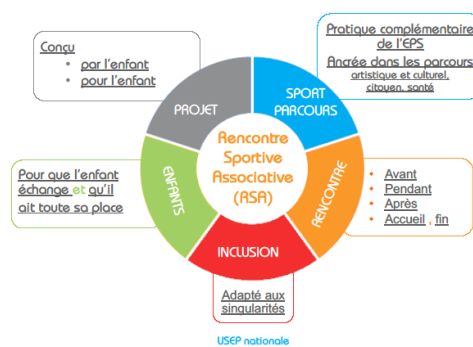 Conçu
• par l'enfant
• pour l'enfant
Pratique complémentaire
de l'EPS
Ancrée dans les parcours
artistique et culturel,
citoyen, santé
PROJET
SPORT
PARCOURS
Rencontre
Sportive
Associative
(RSA)
ENFANTS
RENCONTRE
INCLUSION
Pour que l'enfant
échange et qu'il
ait toute sa place
• Avant
• Pendant
• Après
• Accueil , fin
Adapté aux
singularités
USEP nationale